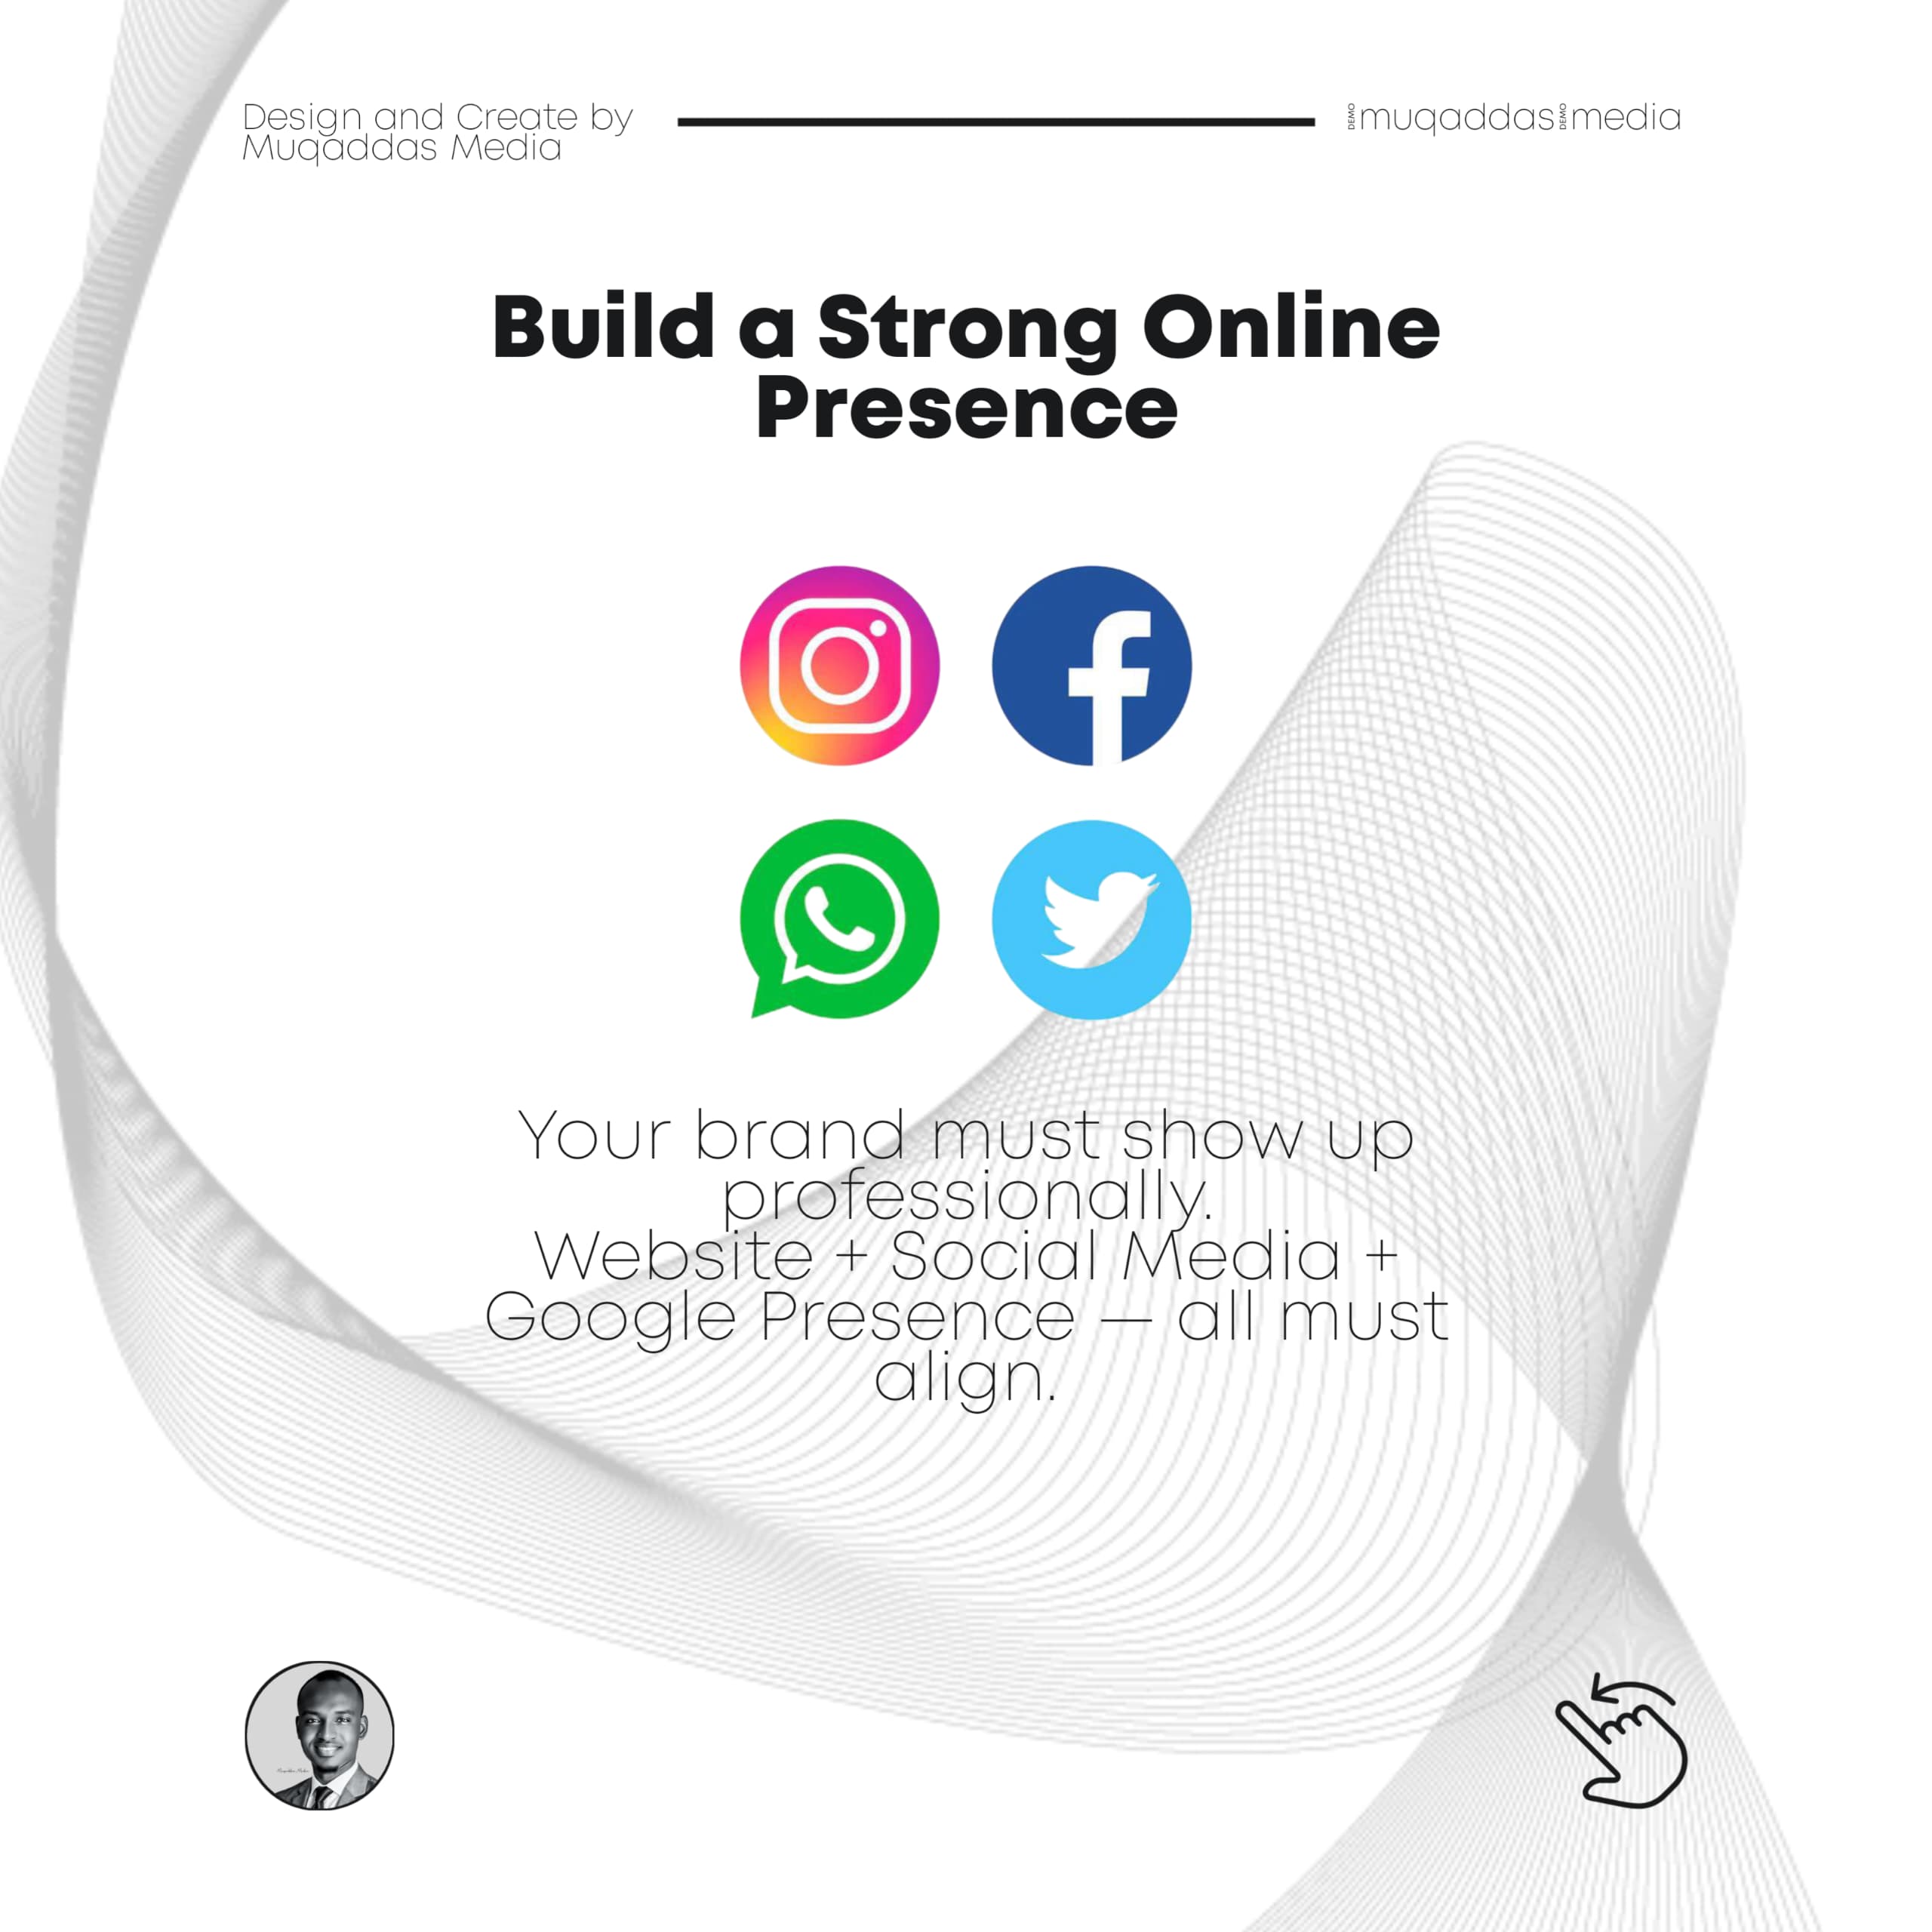 Design and Create by
Muqaddas Media
DEMO muqaddas DEMO media
Build a Strong Online
Presence
Your brand must show up
professionally.
Website + Social Media +
Google Presence — all must
align.